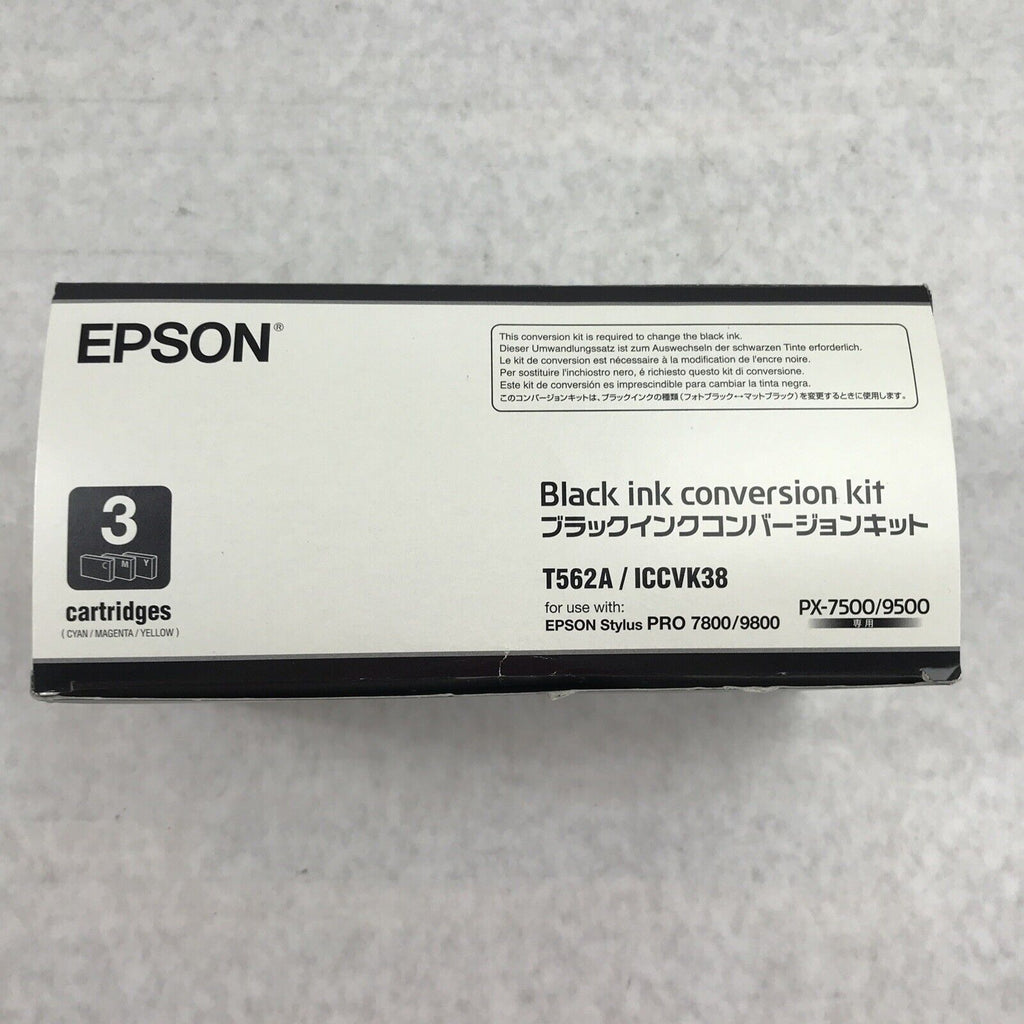 EPSON®
This conversion kit is required to change the black ink.
Dieser Umwandlungssatz ist zum Auswechseln der schwarzen Tinte erforderlich.
Le kit de conversion est nécessaire à la modification de l'encre noire.
Per sostituire l'inchiostro nero, é richiesto questo kit di conversione.
Este kit de conversión es imprescindible para cambiar la tinta negra.
このコンバージョンキットは、ブラックインクの種類(フォトブラック↔マットブラック)を変更するときに使用します。
3
C M Y
cartridges
(CYAN / MAGENTA / YELLOW)
Black ink conversion kit
ブラックインクコンバージョンキット
T562A / ICCVK38
for use with:
EPSON Stylus PRO 7800/9800
PX-7500/9500
専用